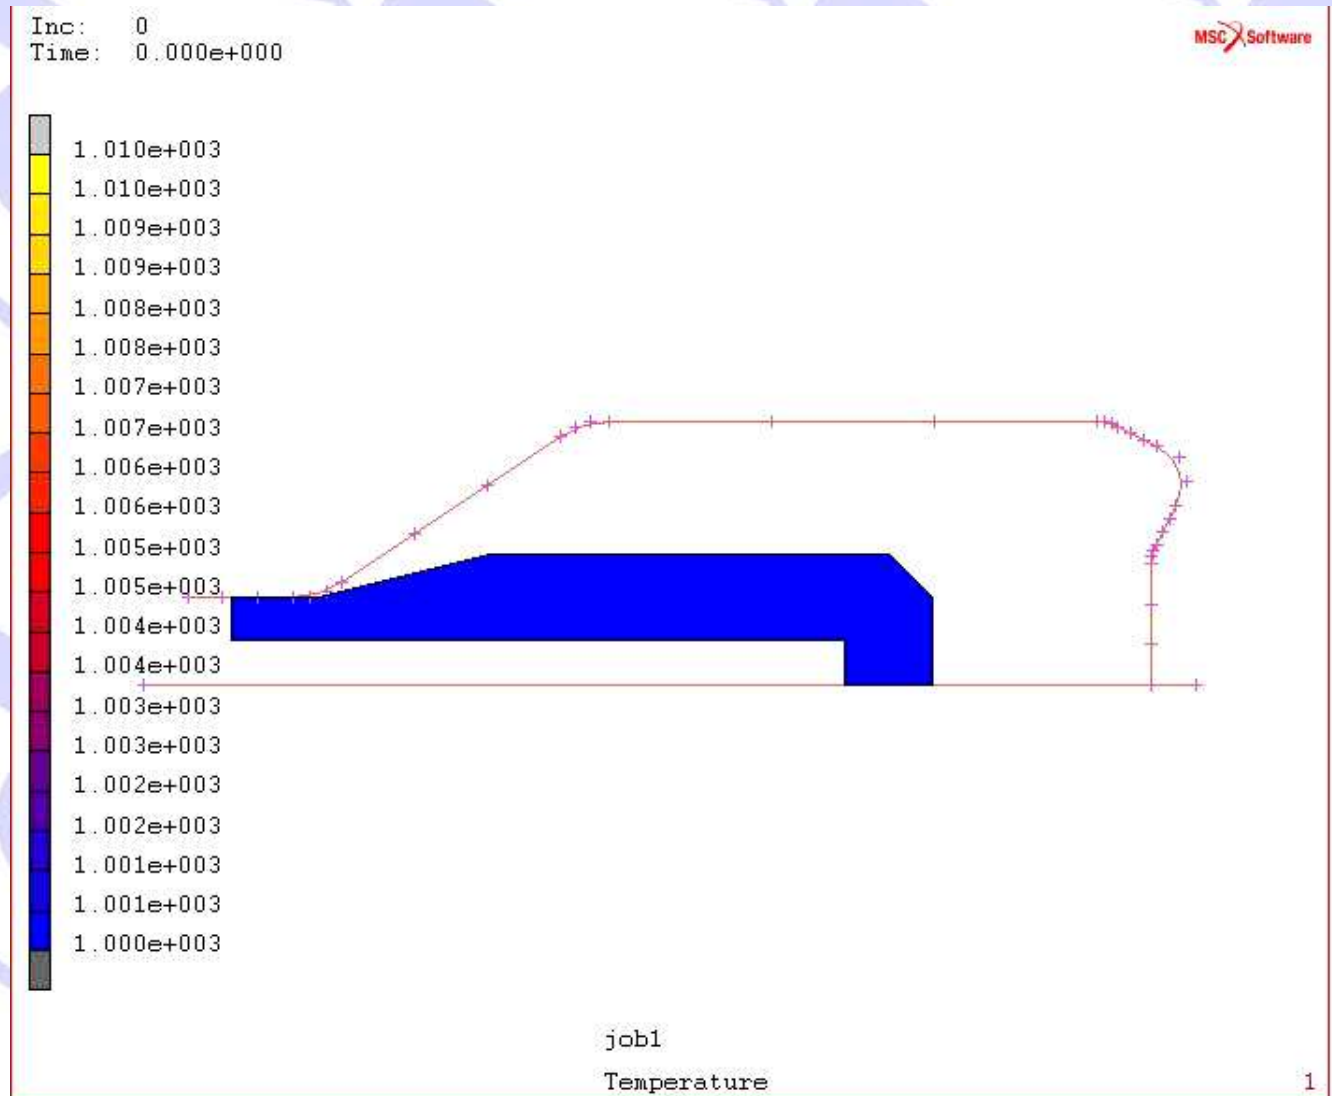 Inc: 0
Time: 0.000e+000
MSC Software
1.010e+003
1.010e+003
1.009e+003
1.009e+003
1.008e+003
1.008e+003
1.007e+003
1.007e+003
1.006e+003
1.006e+003
1.005e+003
1.005e+003
1.004e+003
1.004e+003
1.003e+003
1.003e+003
1.002e+003
1.002e+003
1.001e+003
1.001e+003
1.000e+003
job1
Temperature
1